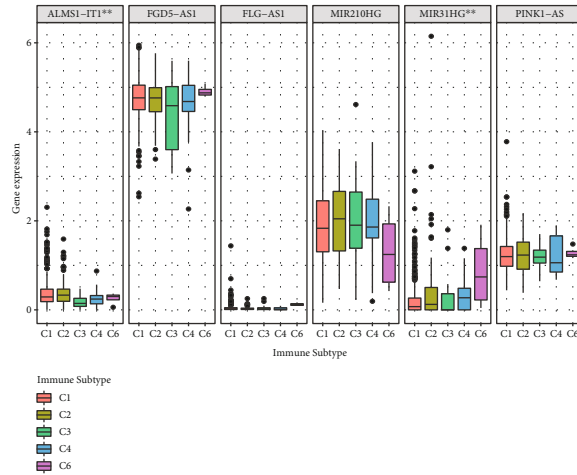 ALMS1−IT1** FGD5−AS1 FLG−AS1 MIR210HG MIR31HG** PINK1−AS
6
4
2
0
Gene expression
C1 C2 C3 C4 C6 C1 C2 C3 C4 C6 C1 C2 C3 C4 C6 C1 C2 C3 C4 C6 C1 C2 C3 C4 C6 C1 C2 C3 C4 C6
Immune Subtype
Immune Subtype
C1
C2
C3
C4
C6